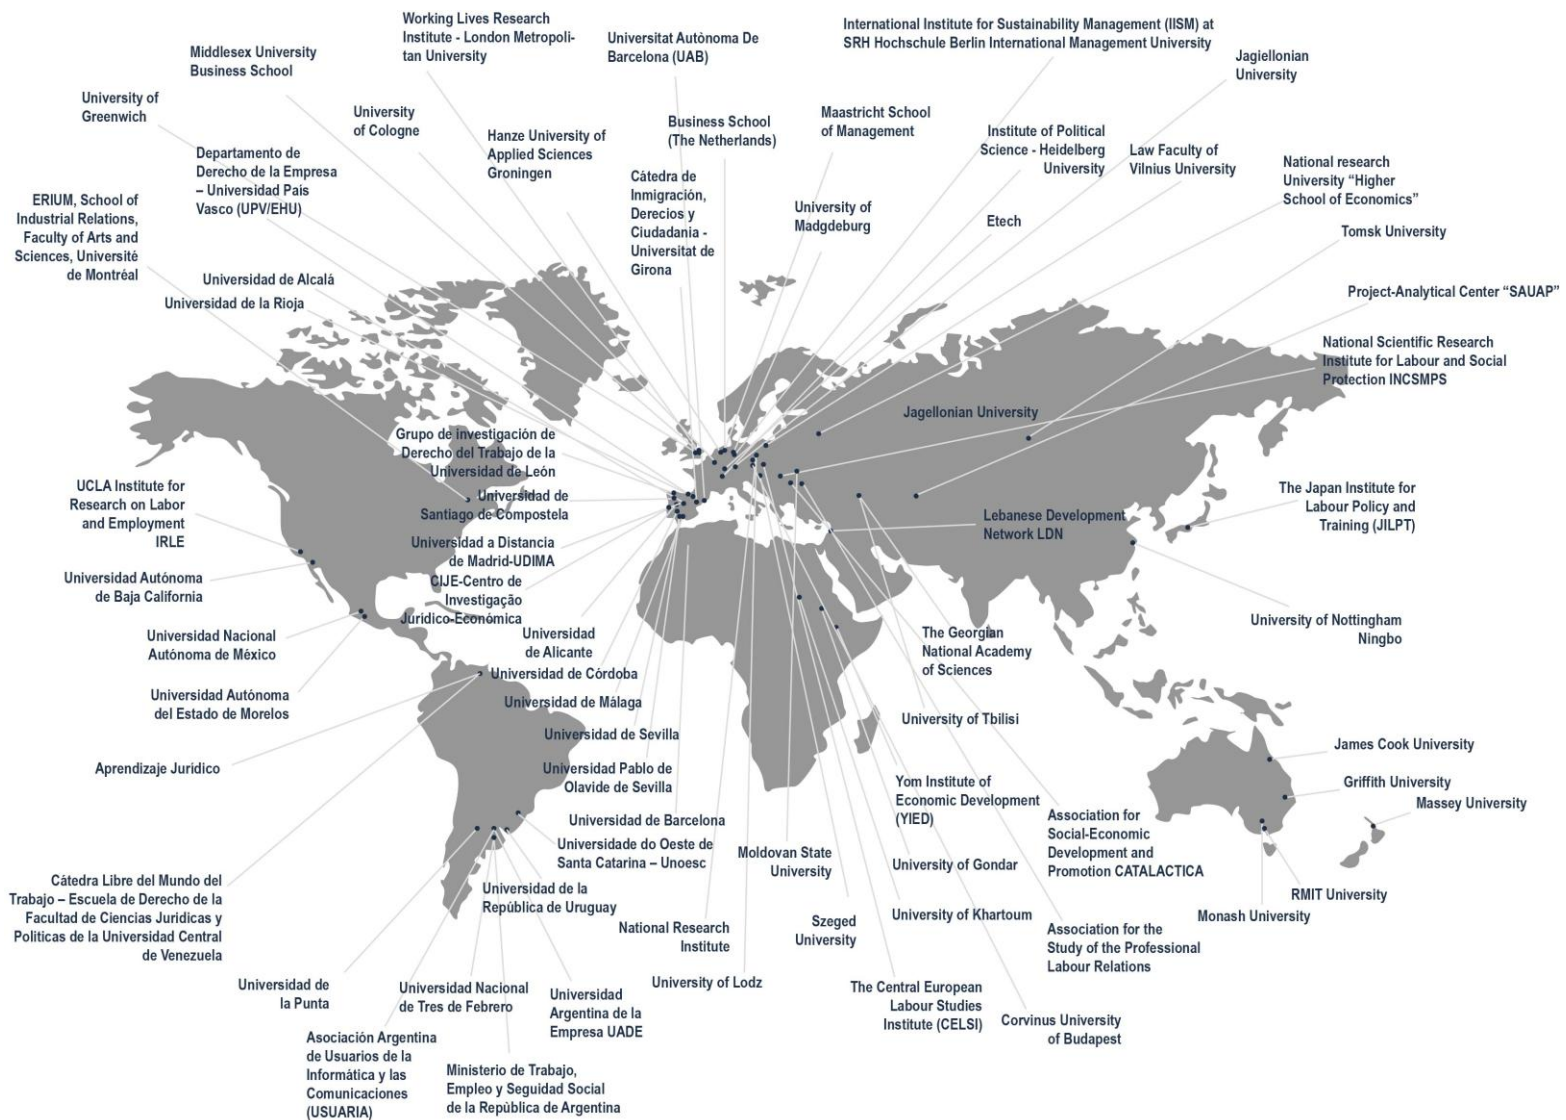 Working Lives Research
Institute - London Metropoli-
tan University
Middlesex University
Business School
Universitat Autònoma De
Barcelona (UAB)
International Institute for Sustainability Management (IISM) at
SRH Hochschule Berlin International Management University
Jagiellonian
University
University of
Greenwich
University
of Cologne
Hanze University of
Applied Sciences
Groningen
Business School
(The Netherlands)
Maastricht School
of Management
Institute of Political
Science - Heidelberg
University
Law Faculty of
Vilnius University
National research
University “Higher
School of Economics”
Departamento de
Derecho de la Empresa
– Universidad Pais
Vasco (UPV/EHU)
Cátedra de
Inmigración,
Derecios y
Ciudadania -
Universitat de
Girona
University of
Madgdeburg
Etech
Tomsk University
ERIUM, School of
Industrial Relations,
Faculty of Arts and
Sciences, Université
de Montréal
Universidad de Alcalá
Universidad de la Rioja
Project-Analytical Center “SAUAP”
National Scientific Research
Institute for Labour and Social
Protection INCSMPS
Jagellonian University
Grupo de investigación de
Derecho del Trabajo de la
Universidad de León
UCLA Institute for
Research on Labor
and Employment
IRLE
Universidad de
Santiago de Compostela
Lebanese Development
Network LDN
The Japan Institute for
Labour Policy and
Training (JILPT)
Universidad a Distancia
de Madrid-UDIMA
CIJE-Centro de
Investigação
Jurídico-Económica
Universidad Autónoma
de Baja California
Universidad Nacional
Autónoma de México
Universidad
de Alicante
The Georgian
National Academy
of Sciences
University of Nottingham
Ningbo
Universidad de Córdoba
Universidad Autónoma
del Estado de Morelos
Universidad de Málaga
Universidad de Sevilla
University of Tbilisi
James Cook University
Aprendizaje Jurídico
Universidad Pablo de
Olavide de Sevilla
Yom Institute of
Economic Development
(YIED)
Griffith University
Massey University
Universidad de Barcelona
Universidade do Oeste de
Santa Catarina – Unoesc
Moldovan State
University
University of Gondar
Association for
Social-Economic
Development and
Promotion CATALACTICA
Cátedra Libre del Mundo del
Trabajo – Escuela de Derecho de la
Facultad de Ciencias Juridicas y
Politicas de la Universidad Central
de Venezuela
Universidad de la
República de Uruguay
RMIT University
Monash University
National Research
Institute
Szeged
University
University of Khartoum
Association for the
Study of the Professional
Labour Relations
Universidad de
la Punta
Universidad Nacional
de Tres de Febrero
Universidad
Argentina de la
Empresa UADE
University of Lodz
The Central European
Labour Studies
Institute (CELSI)
Corvinus University
of Budapest
Asociación Argentina
de Usuarios de la
Informática y las
Comunicaciones
(USUARIA)
Ministerio de Trabajo,
Empleo y Seguidad Social
de la República de Argentina